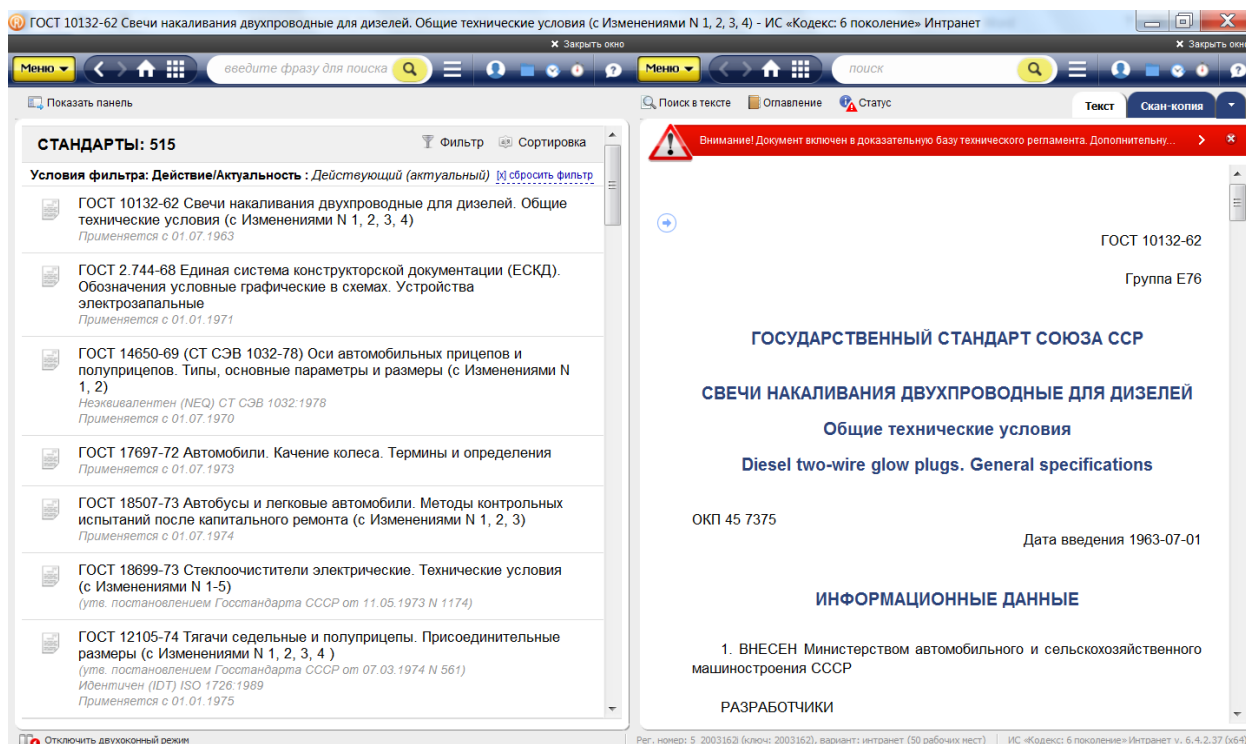 ГОСТ 10132-62 Свечи накаливания двухпроводные для дизелей. Общие технические условия (с Изменениями N 1, 2, 3, 4) - ИС «Кодекс: 6 поколение» Интранет
Закрыть окно
Меню
введите фразу для поиска
Показать панель
СТАНДАРТЫ: 515
Фильтр
Сортировка
Условия фильтра: Действие/Актуальность : Действующий (актуальный) [x] сбросить фильтр
ГОСТ 10132-62 Свечи накаливания двухпроводные для дизелей. Общие
технические условия (с Изменениями N 1, 2, 3, 4)
Применяется с 01.07.1963
ГОСТ 2.744-68 Единая система конструкторской документации (ЕСКД).
Обозначения условные графические в схемах. Устройства
электрозапальные
Применяется с 01.01.1971
ГОСТ 14650-69 (СТ СЭВ 1032-78) Оси автомобильных прицепов и
полуприцепов. Типы, основные параметры и размеры (с Изменениями N
1, 2)
Неэквивалентен (NEQ) СТ СЭВ 1032:1978
Применяется с 01.07.1970
ГОСТ 17697-72 Автомобили. Качение колеса. Термины и определения
Применяется с 01.07.1973
ГОСТ 18507-73 Автобусы и легковые автомобили. Методы контрольных
испытаний после капитального ремонта (с Изменениями N 1, 2, 3)
Применяется с 01.07.1974
ГОСТ 18699-73 Стеклоочистители электрические. Технические условия
(с Изменениями N 1-5)
(утв. постановлением Госстандарта СССР от 11.05.1973 N 1174)
ГОСТ 12105-74 Тягачи седельные и полуприцепы. Присоединительные
размеры (с Изменениями N 1, 2, 3, 4 )
(утв. постановлением Госстандарта СССР от 07.03.1974 N 561)
Идентичен (IDT) ISO 1726:1989
Применяется с 01.01.1975
Отключить двухоконный режим
Закрыть окно
Меню
поиск
Поиск в тексте
Оглавление
Статус
Текст
Скан-копия
Внимание! Документ включен в доказательную базу технического регламента. Дополнительну...
ГОСТ 10132-62
Группа Е76
ГОСУДАРСТВЕННЫЙ СТАНДАРТ СОЮЗА ССР
СВЕЧИ НАКАЛИВАНИЯ ДВУХПРОВОДНЫЕ ДЛЯ ДИЗЕЛЕЙ
Общие технические условия
Diesel two-wire glow plugs. General specifications
ОКП 45 7375
Дата введения 1963-07-01
ИНФОРМАЦИОННЫЕ ДАННЫЕ
1. ВНЕСЕН Министерством автомобильного и сельскохозяйственного
машиностроения СССР
РАЗРАБОТЧИКИ
Рег. номер: 5_2003162i (ключ: 2003162), вариант: интранет (50 рабочих мест)
ИС «Кодекс: 6 поколение» Интранет v. 6.4.2.37 (x64)